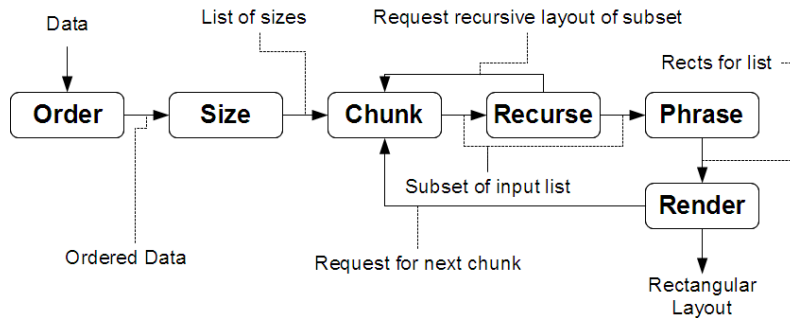 Data
List of sizes
Request recursive layout of subset
Rects for list
Order
Size
Chunk
Recurse
Phrase
Subset of input list
Render
Ordered Data
Request for next chunk
Rectangular
Layout